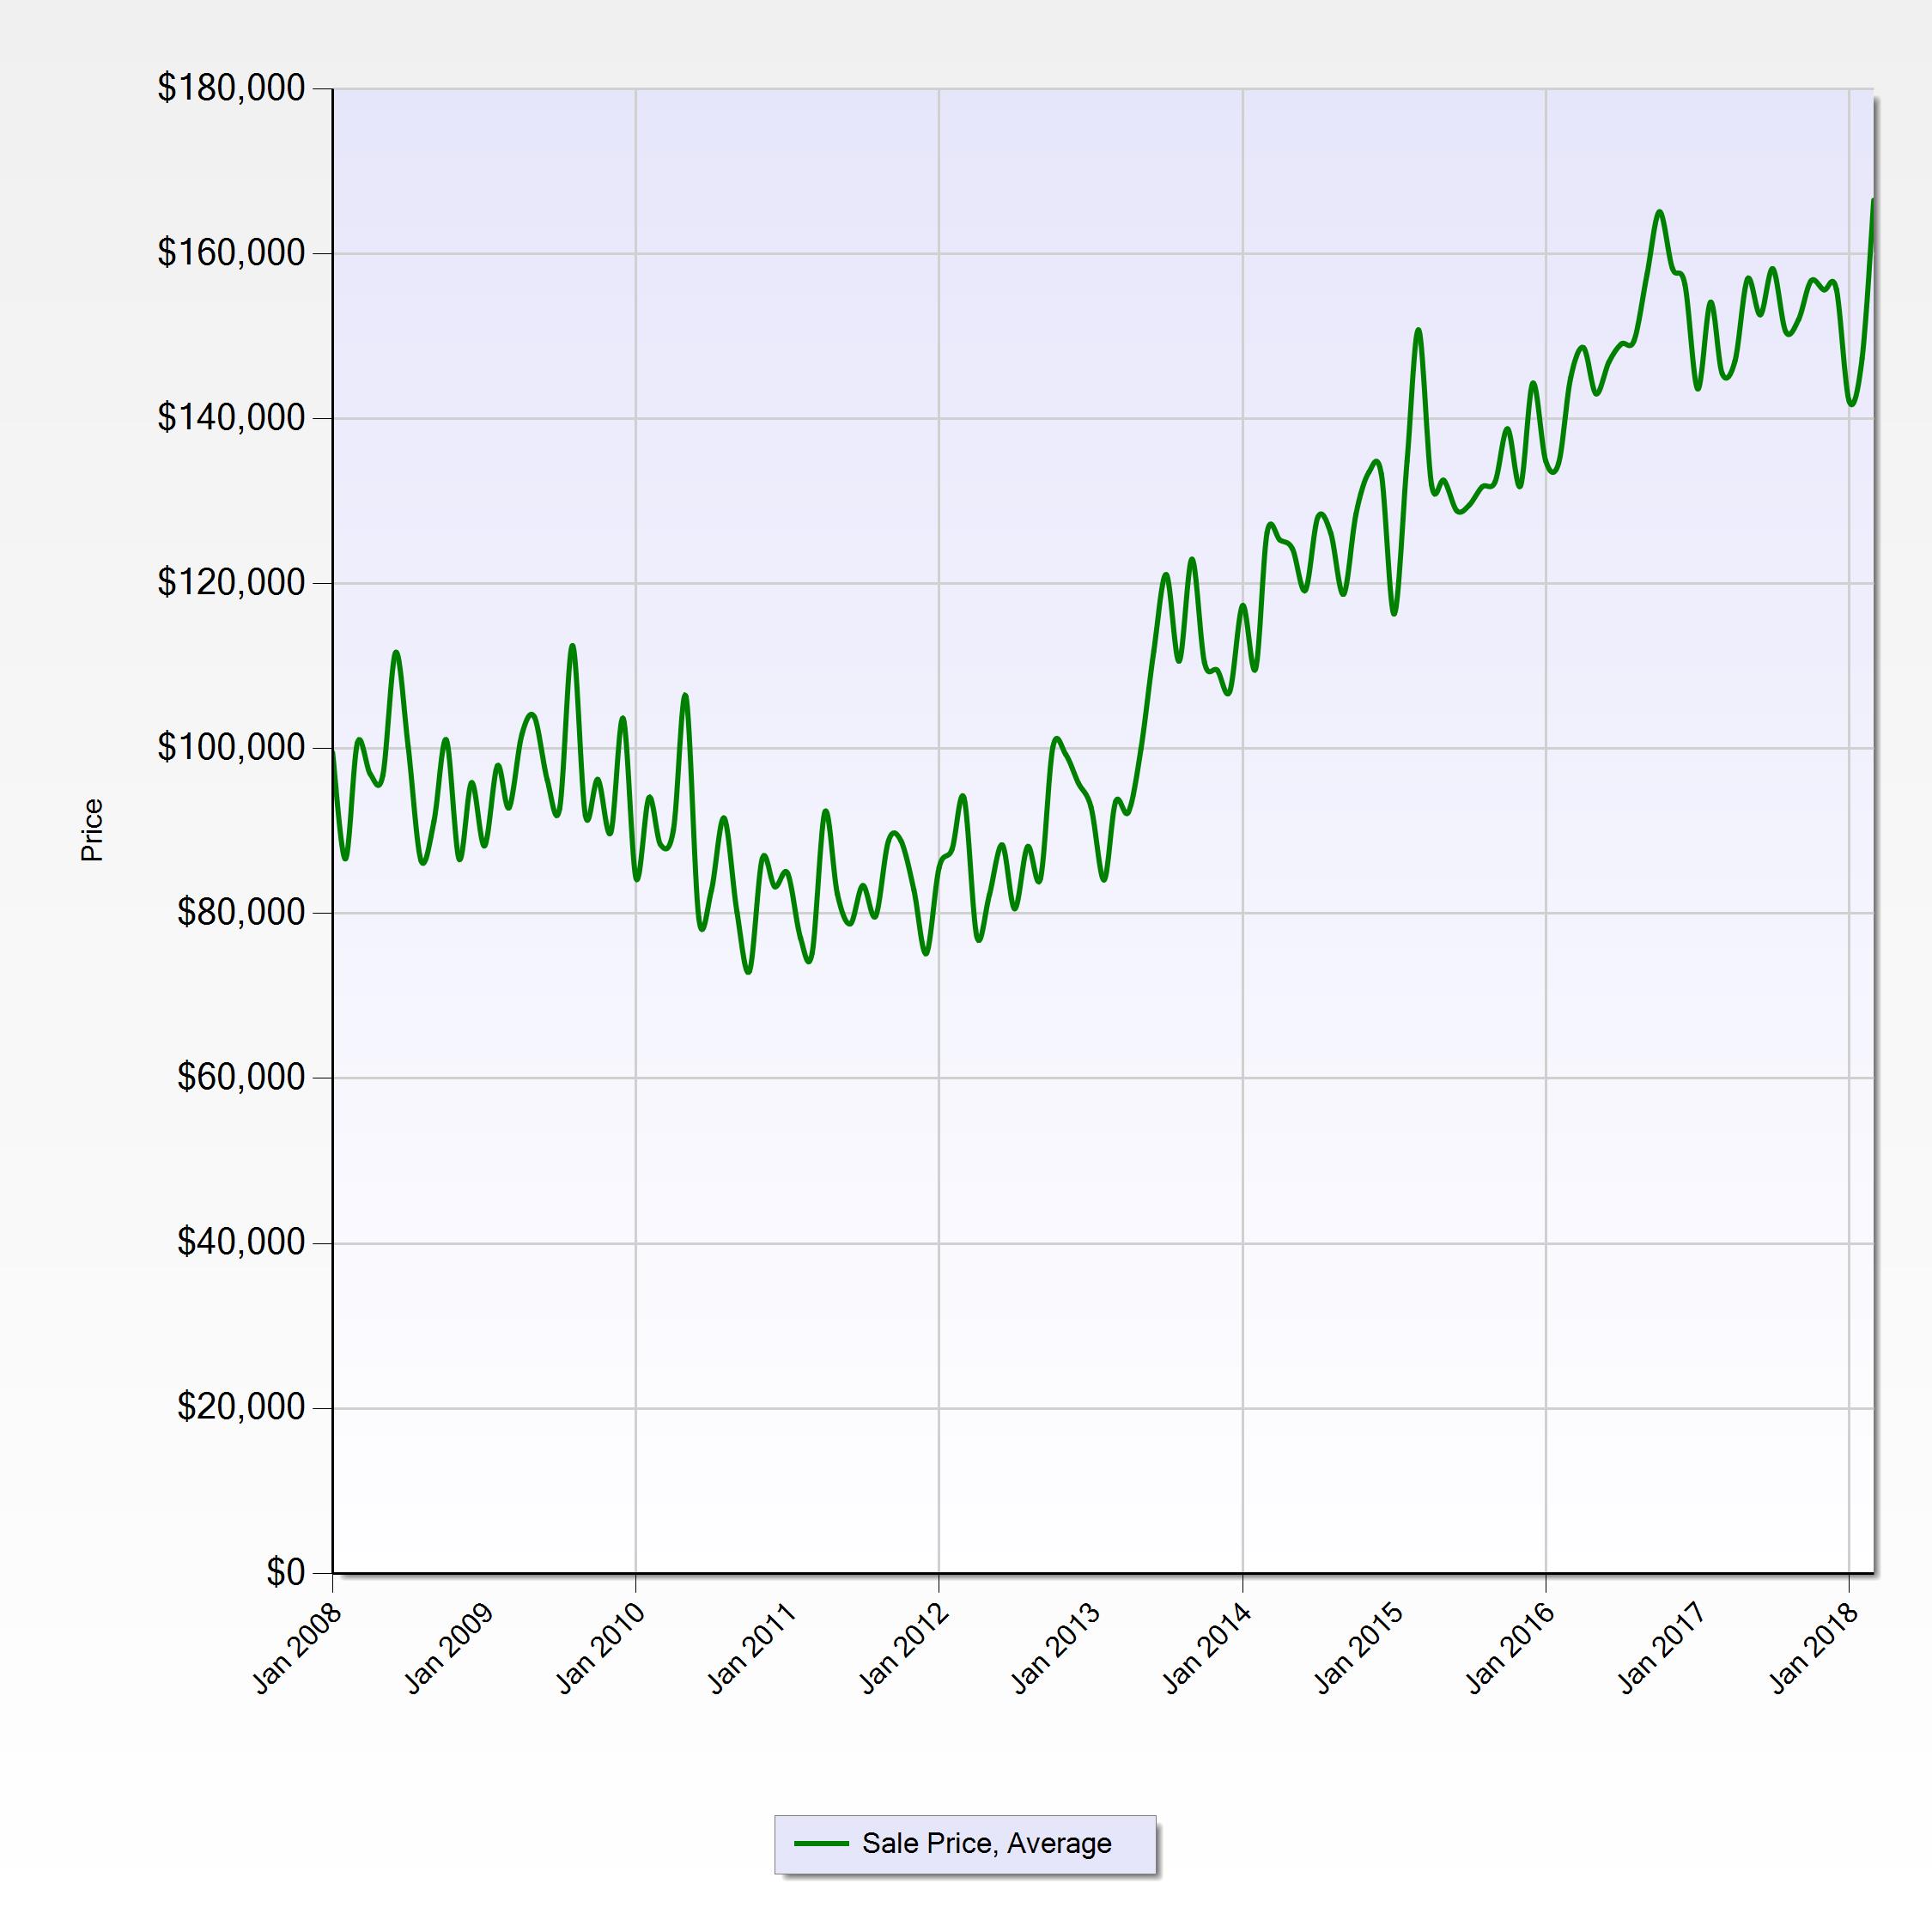 $180,000
$160,000
$140,000
$120,000
$100,000
$80,000
$60,000
$40,000
$20,000
$0
Price
Jan 2008
Jan 2009
Jan 2010
Jan 2011
Jan 2012
Jan 2013
Jan 2014
Jan 2015
Jan 2016
Jan 2017
Jan 2018
Sale Price, Average